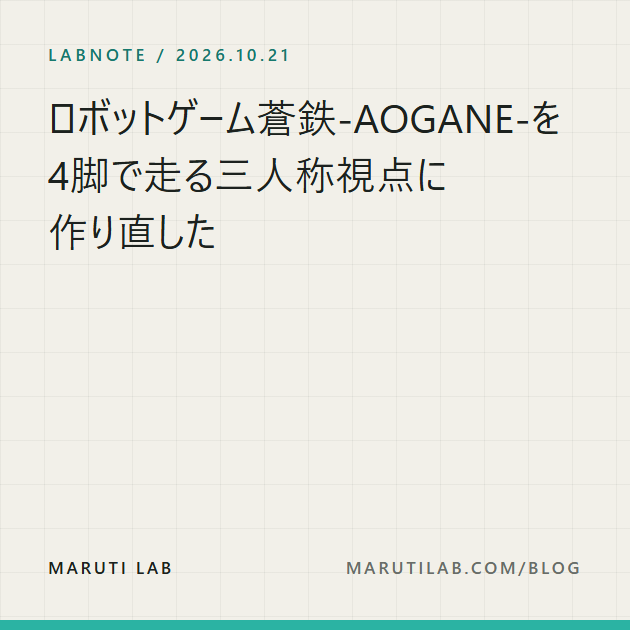 LABNOTE / 2026.10.21
ロボットゲーム蒼鉄-AOGANE-を
4脚で走る三人称視点に
作り直した
MARUTI LAB
MARUTILAB.COM/BLOG